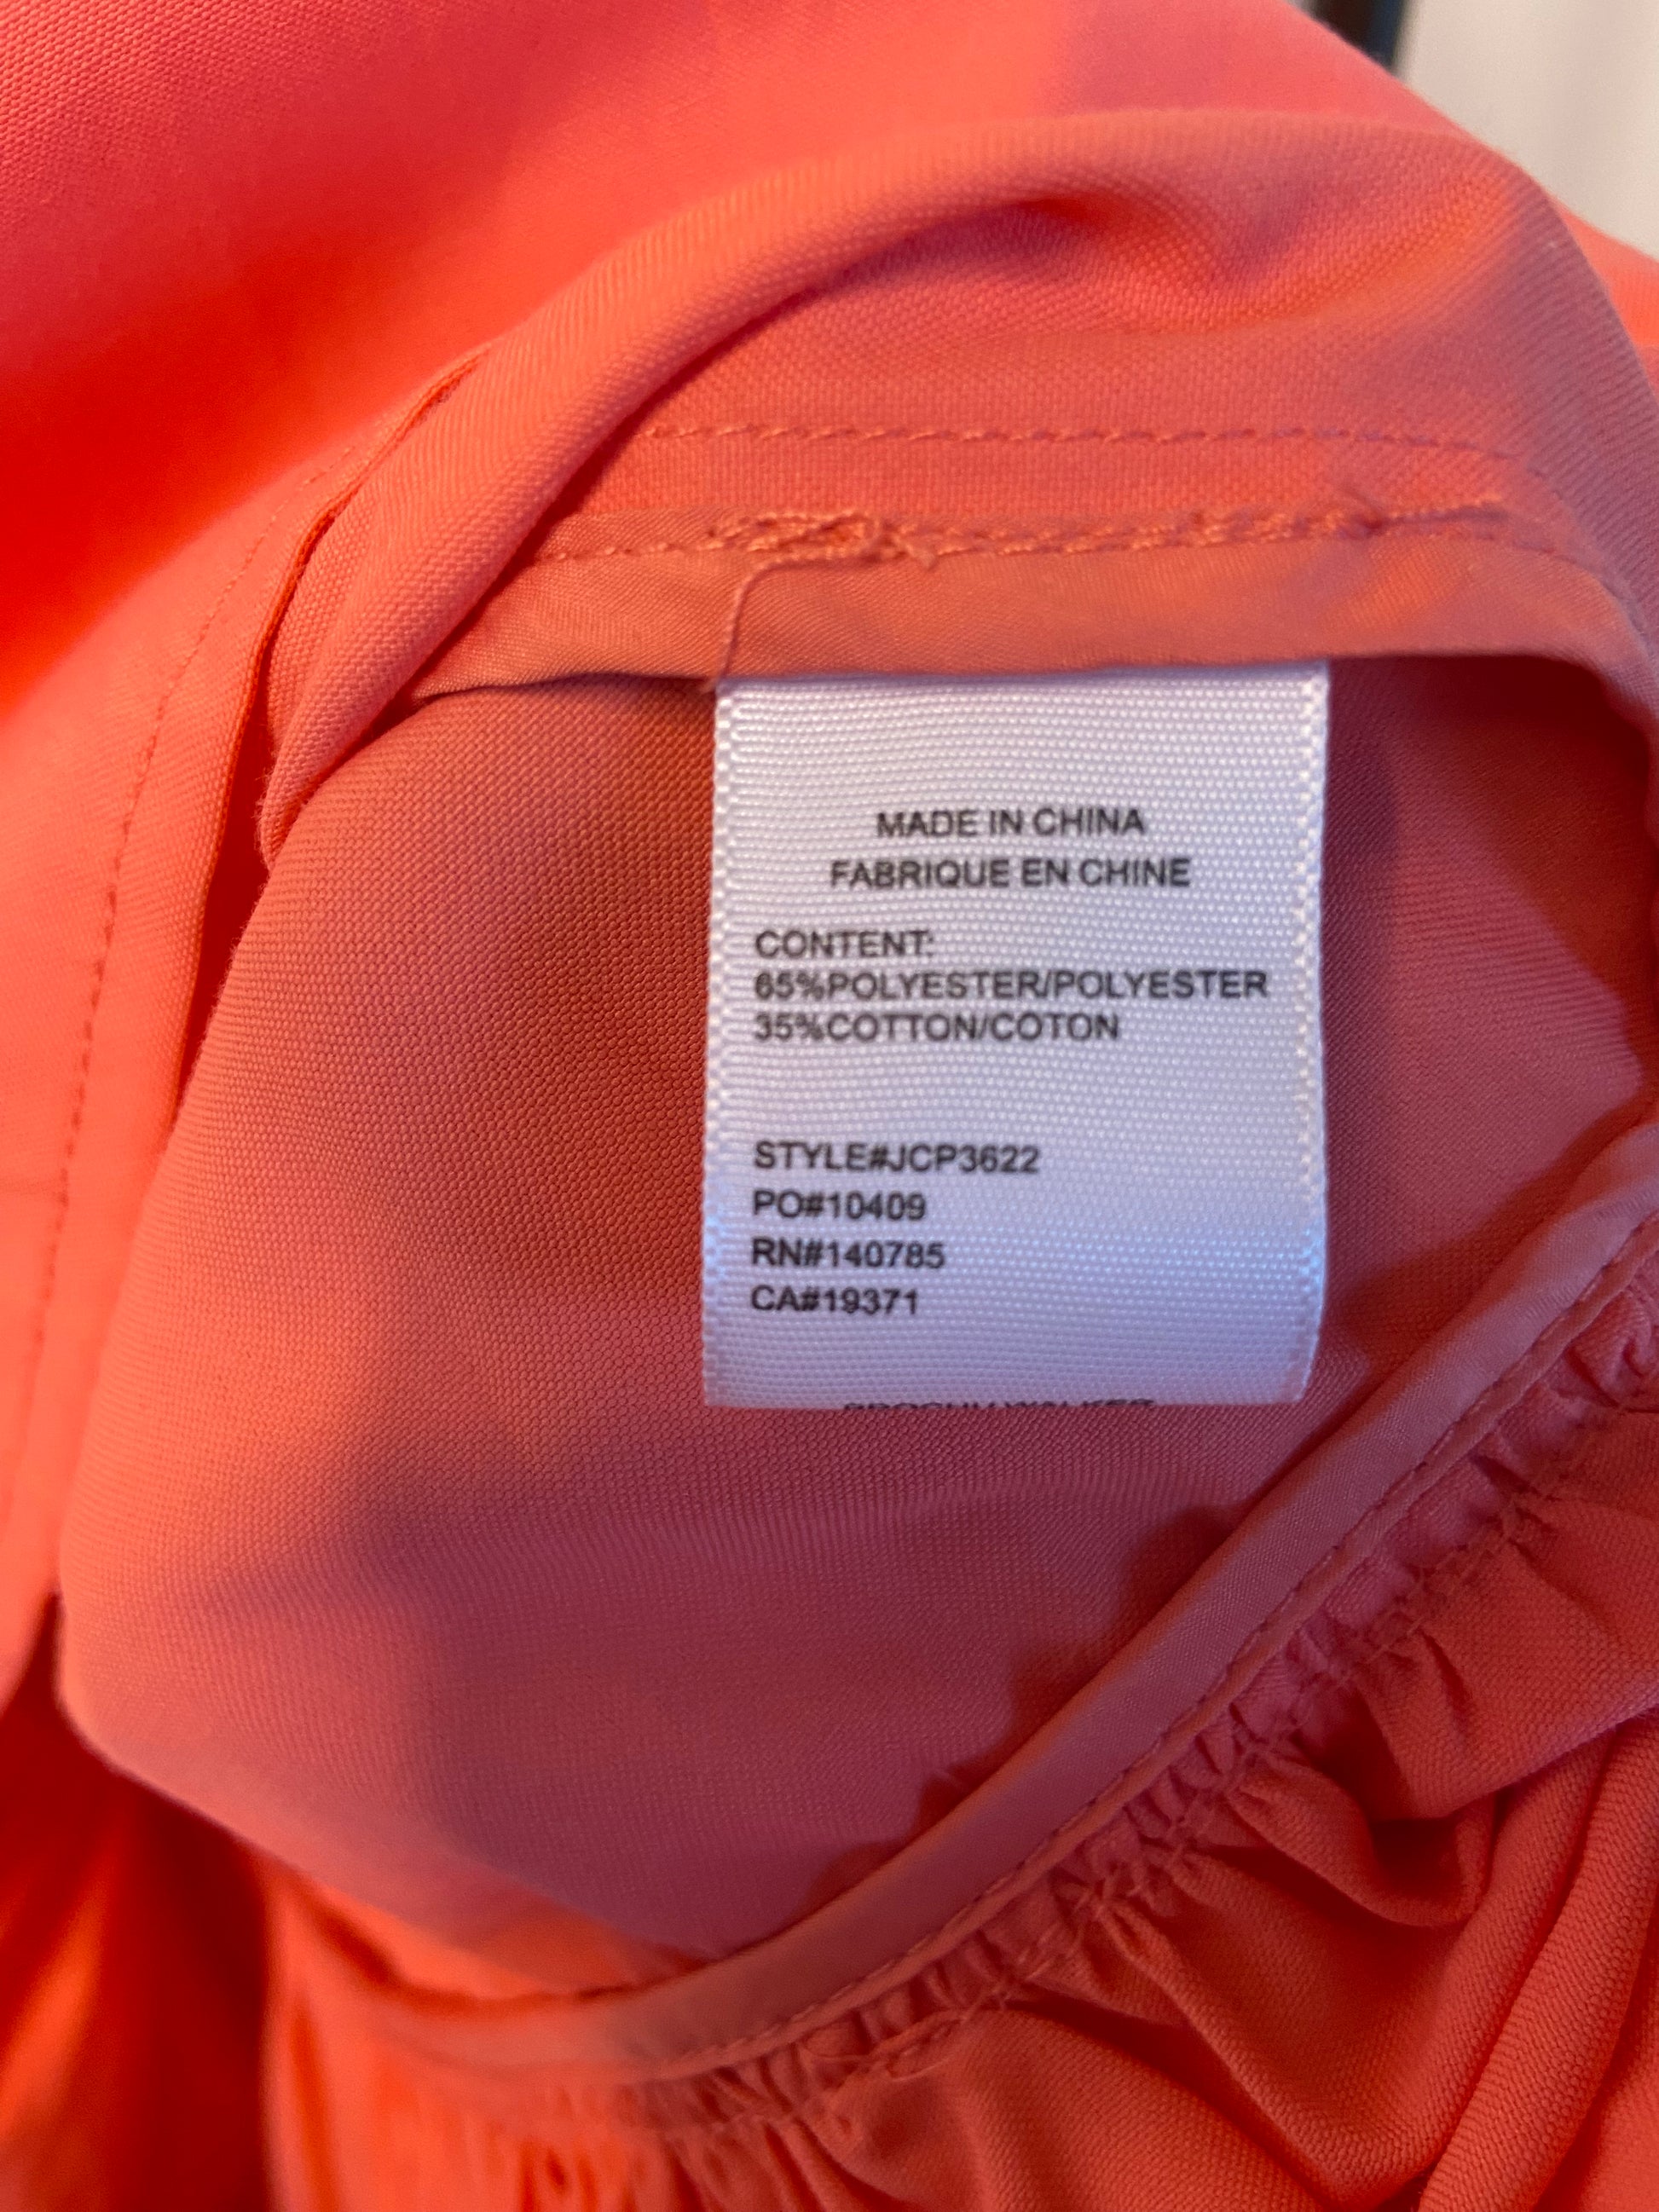 MADE IN CHINA
FABRIQUE EN CHINE
CONTENT:
65%POLYESTER/POLYESTER
35%COTTON/COTON
STYLE#JCP3622
PO#10409
RN#140785
CA#19371